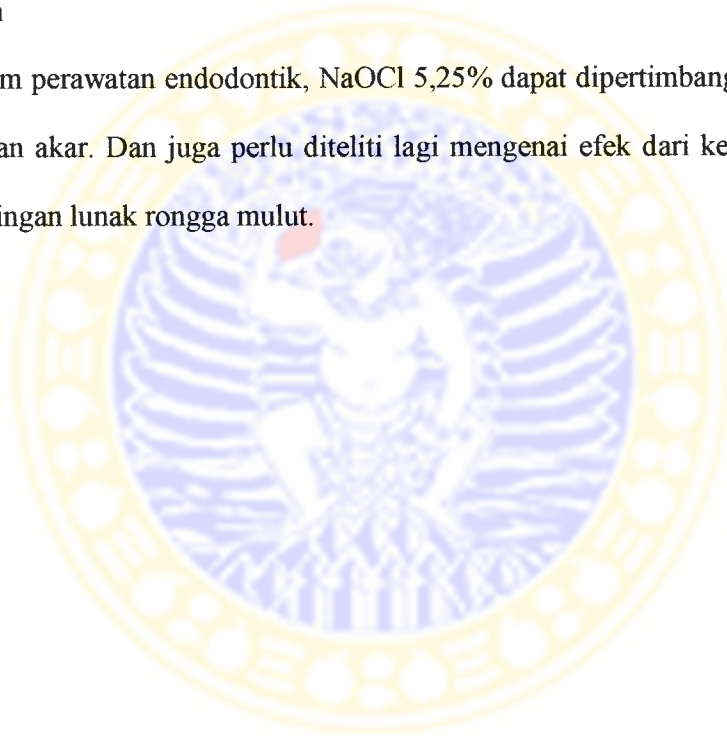 m perawatan endodontik, NaOCl 5,25% dapat dipertimbang
an akar. Dan juga perlu diteliti lagi mengenai efek dari ke
ingan lunak rongga mulut.